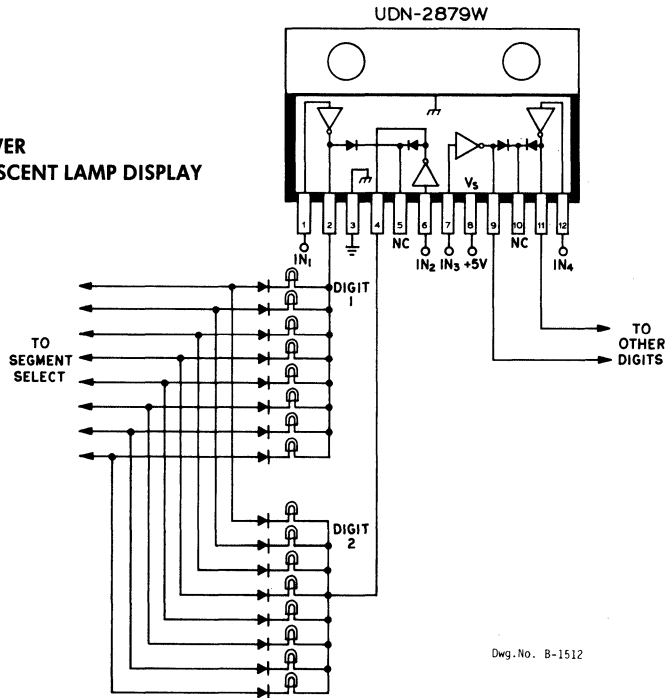 UDN-2879W
SCENT LAMP DISPLAY
Vs
1 2 3 4 5 6 7 8 9 10 11 12
NC NC
IN1 IN2 IN3 +5V IN4
DIGIT
1
TO
SEGMENT
SELECT
TO
OTHER
DIGITS
DIGIT
2
Dwg.No. B-1512